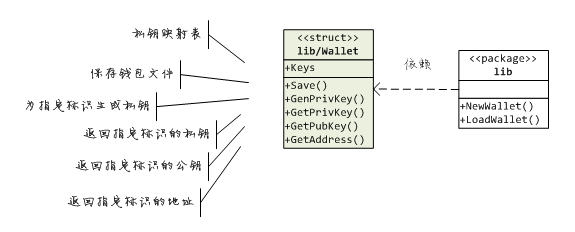 私钥映射表
保存钱包文件
为指定标识生成私钥
返回指定标识的私钥
返回指定标识的公钥
返回指定标识的地址
<<struct>>
lib/Wallet
+Keys
+Save()
+GenPrivKey()
+GetPrivKey()
+GetPubKey()
+GetAddress()
依赖
<<package>>
lib
+NewWallet()
+LoadWallet()